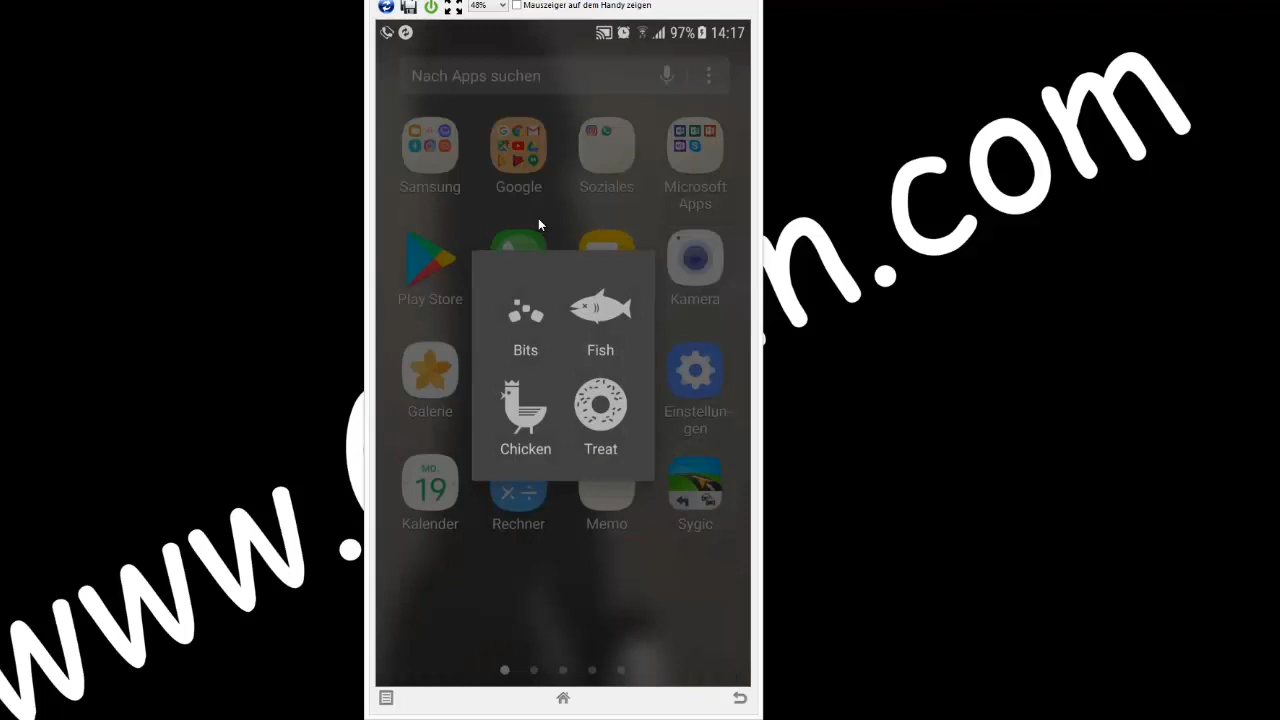 48%
Mauszeiger auf dem Handy zeigen
97% 14:17
Nach Apps suchen
Samsung Google Soziales Microsoft
Apps
Play Store Kamera
Bits Fish
Galerie Einstellun-
gen
Chicken Treat
MO.
19
Kalender Rechner Memo Sygic
www.
n.com